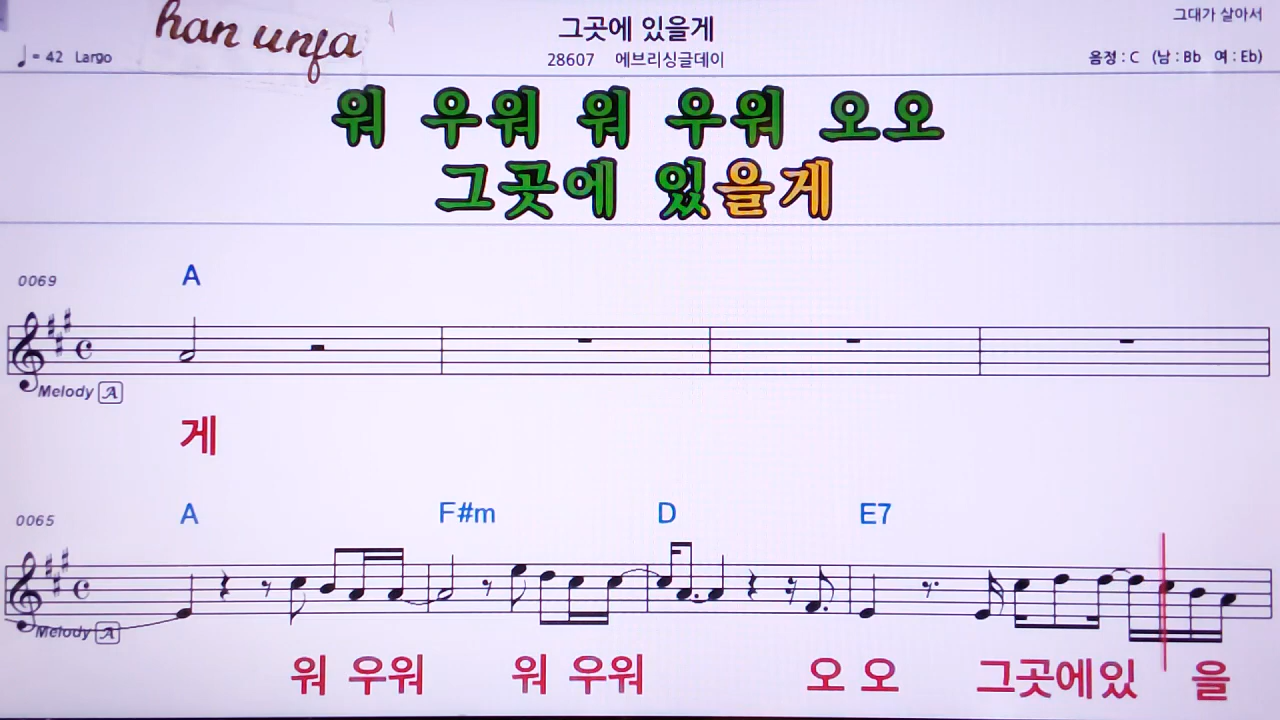 han unja
그곳에 있을게
그대가 살아서
♩= 42 Largo
28607 에브리싱글데이
음정 : C (남 : Bb 여 : Eb)
워 우워 워 우워 오오
그곳에 있을게
0069
A
Melody A
게
0065
A F#m D E7
Melody A
워 우워 워 우워 오 오 그곳에있 을